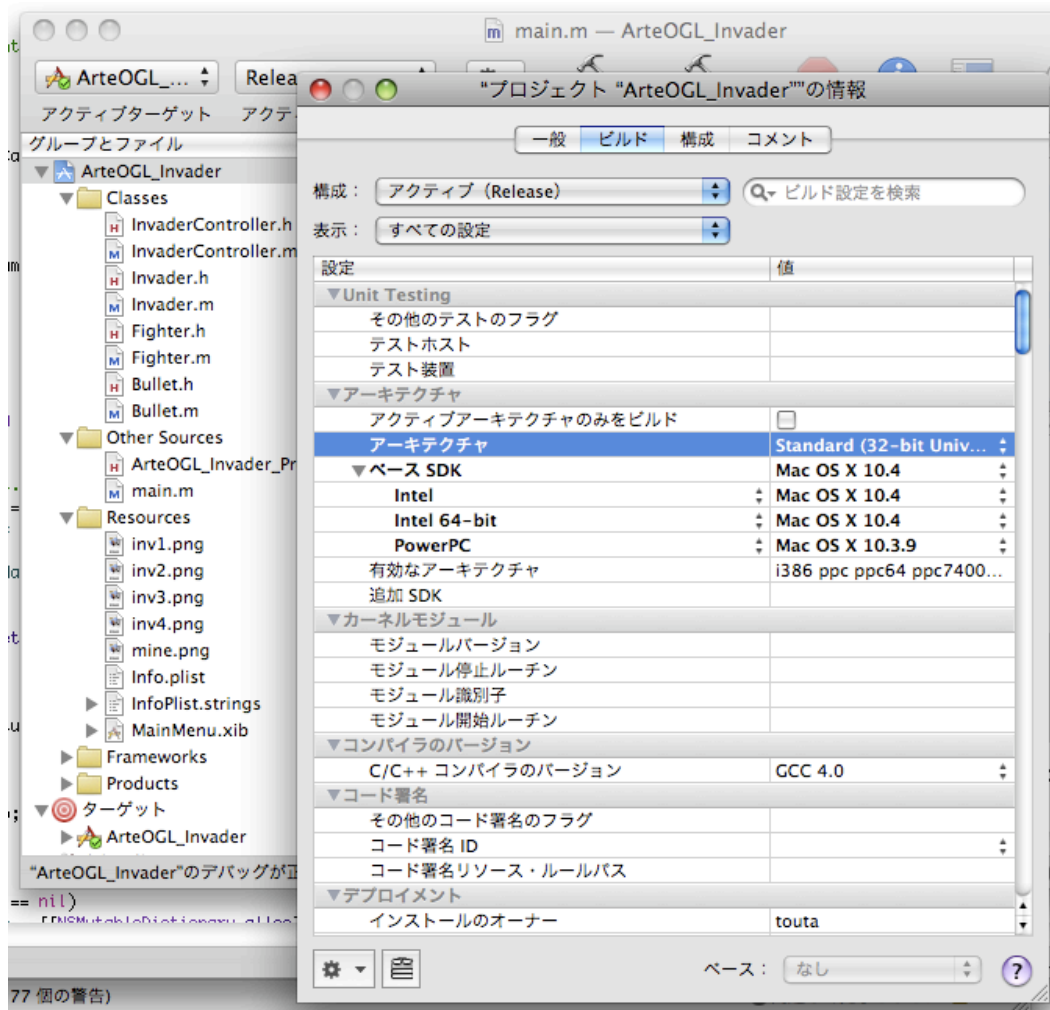 main.m — ArteOGL_Invader
ArteOGL_... Relea
アクティブターゲット アクテ
グループとファイル
ArteOGL_Invader
Classes
InvaderController.h
InvaderController.m
Invader.h
Invader.m
Fighter.h
Fighter.m
Bullet.h
Bullet.m
Other Sources
ArteOGL_Invader_Pr
main.m
Resources
inv1.png
inv2.png
inv3.png
inv4.png
mine.png
Info.plist
InfoPlist.strings
MainMenu.xib
Frameworks
Products
ターゲット
ArteOGL_Invader
"ArteOGL_Invader"のデバッグが正
== nil)
77 個の警告)
"プロジェクト "ArteOGL_Invader""の情報
一般 ビルド 構成 コメント
構成： アクティブ（Release） ビルド設定を検索
表示： すべての設定
設定 値
Unit Testing
その他のテストのフラグ
テストホスト
テスト装置
アーキテクチャ
アクティブアーキテクチャのみをビルド
アーキテクチャ Standard (32-bit Univ...
ベース SDK Mac OS X 10.4
Intel Mac OS X 10.4
Intel 64-bit Mac OS X 10.4
PowerPC Mac OS X 10.3.9
有効なアーキテクチャ i386 ppc ppc64 ppc7400...
追加 SDK
カーネルモジュール
モジュールバージョン
モジュール停止ルーチン
モジュール識別子
モジュール開始ルーチン
コンパイラのバージョン
C/C++ コンパイラのバージョン GCC 4.0
コード署名
その他のコード署名のフラグ
コード署名 ID
コード署名リソース・ルールパス
デプロイメント
インストールのオーナー touta
ベース： なし ?